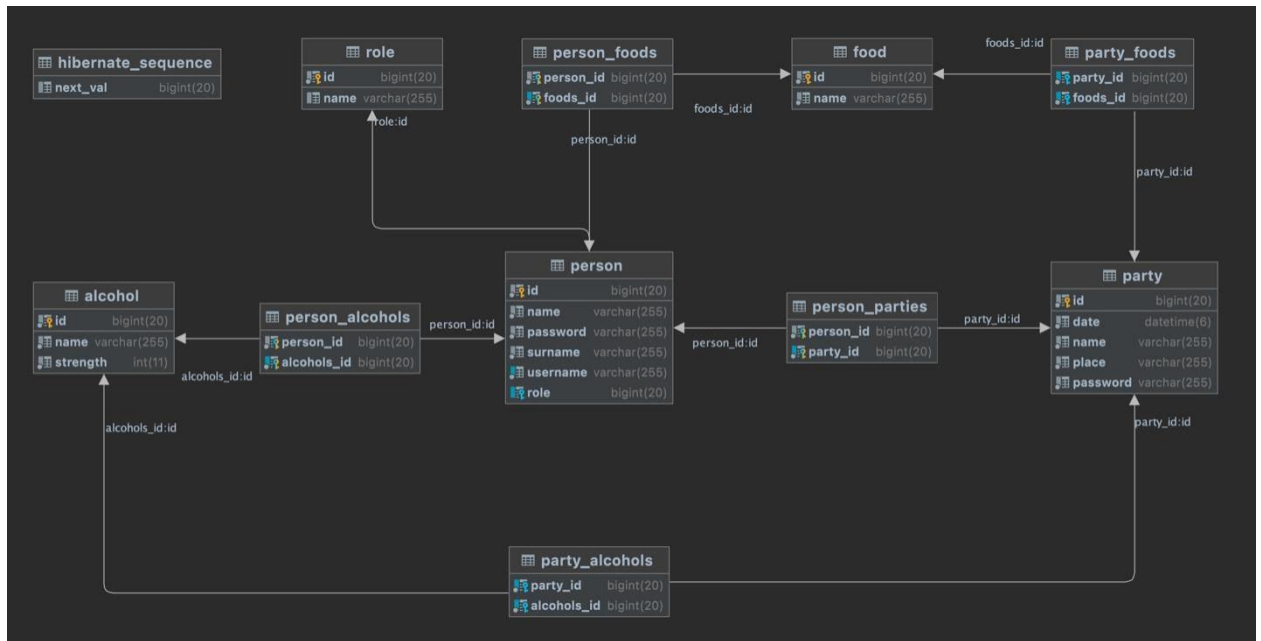 hibernate_sequence
next_val bigint(20)
role
id bigint(20)
name varchar(255)
role:id
person_foods
person_id bigint(20)
foods_id bigint(20)
foods_id:id
person_id:id
food
id bigint(20)
name varchar(255)
foods_id:id
party_foods
party_id bigint(20)
foods_id bigint(20)
party_id:id
alcohol
id bigint(20)
name varchar(255)
strength int(11)
alcohols_id:id
person_alcohols
person_id bigint(20)
alcohols_id bigint(20)
person_id:id
person
id bigint(20)
name varchar(255)
password varchar(255)
surname varchar(255)
username varchar(255)
role bigint(20)
person_id:id
person_parties
person_id bigint(20)
party_id bigint(20)
party_id:id
party
id bigint(20)
date datetime(6)
name varchar(255)
place varchar(255)
password varchar(255)
alcohols_id:id
party_id:id
party_alcohols
party_id bigint(20)
alcohols_id bigint(20)